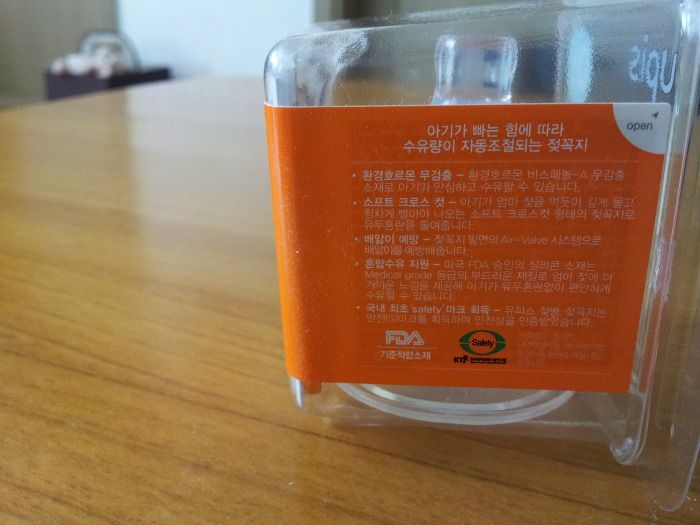 upis
open
아기가 빠는 힘에 따라
수유량이 자동조절되는 젖꼭지
• 환경호르몬 무검출 – 환경호르몬 비스페놀-A 무검출
소재로 아기가 안심하고 수유할 수 있습니다.
• 소프트 크로스 컷 – 아기가 엄마 젖을 먹듯이 깊게 물고
힘차게 빨아야 나오는 소프트 크로스컷 형태의 젖꼭지로
유두혼란을 줄여줍니다.
• 배앓이 예방 – 젖꼭지 밑면의 Air-Valve 시스템으로
배앓이를 예방해줍니다.
• 혼합수유 지원 – 미국 FDA 승인의 실리콘 소재는
Medical grade 등급의 부드러운 재질로 엄마 젖에 더
가까운 느낌을 제공해 아기가 유두혼란없이 편안하게
수유할 수 있습니다.
• 국내 최초 'safety' 마크 획득 – 유피스 젖병, 젖꼭지는
마크를 획득하여 안전성을 인증받았습니다.
FDA
기준적합소재
Safety